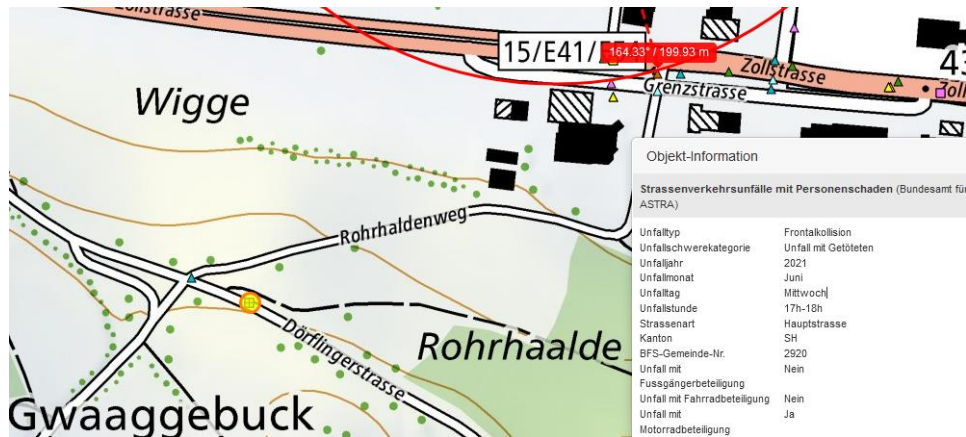 Zollstrasse
15/E41/
-164.33° / 199.93 m
Zollstrasse
43
Grenzstrasse
Zoll
Wigge
Rohrhaldenweg
Dörflingerstrasse
Rohrhaalde
Gwaaggebuck
Objekt-Information
Strassenverkehrsunfälle mit Personenschaden (Bundesamt für
ASTRA)
Unfalltyp Frontalkollision
Unfallschwerekategorie Unfall mit Getöteten
Unfalljahr 2021
Unfallmonat Juni
Unfalltag Mittwoch
Unfallstunde 17h-18h
Strassenart Hauptstrasse
Kanton SH
BFS-Gemeinde-Nr. 2920
Unfall mit Nein
Fussgängerbeteiligung
Unfall mit Fahrradbeteiligung Nein
Unfall mit Ja
Motorradbeteiligung